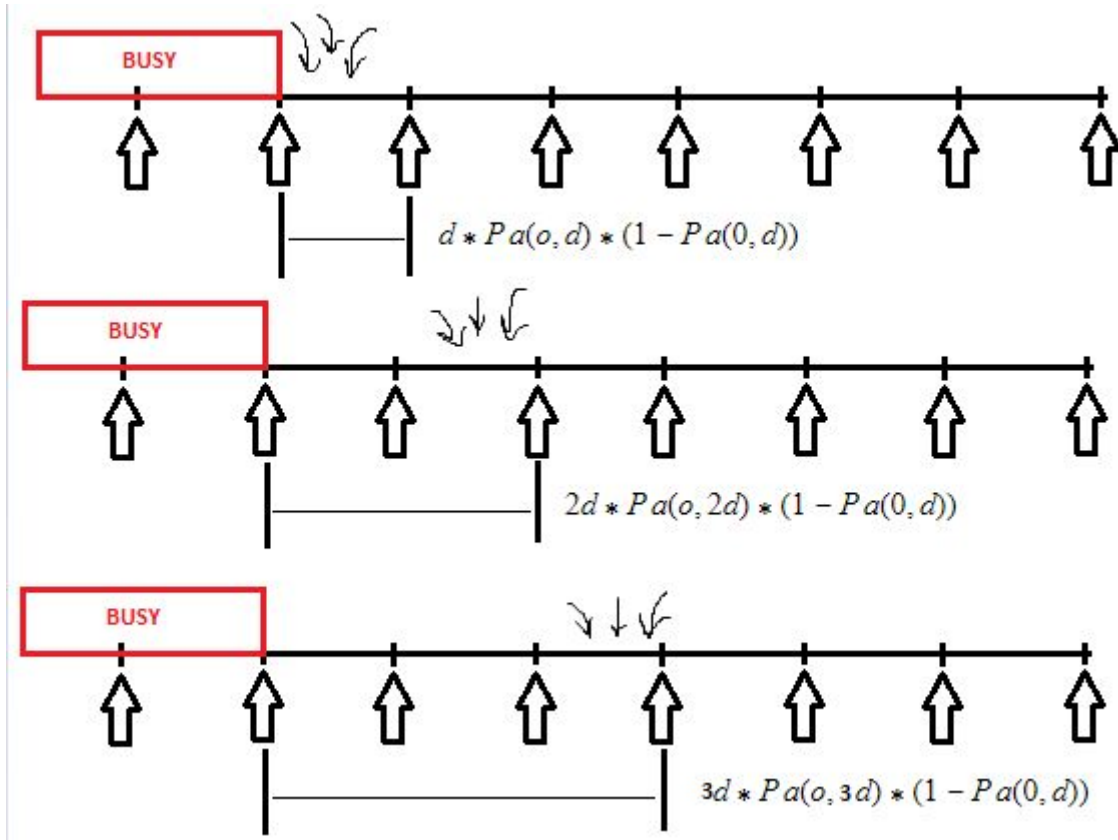 BUSY
d * Pa(o, d) * (1 − Pa(0, d))
BUSY
2d * Pa(o, 2d) * (1 − Pa(0, d))
BUSY
3d * Pa(o, 3d) * (1 − Pa(0, d))